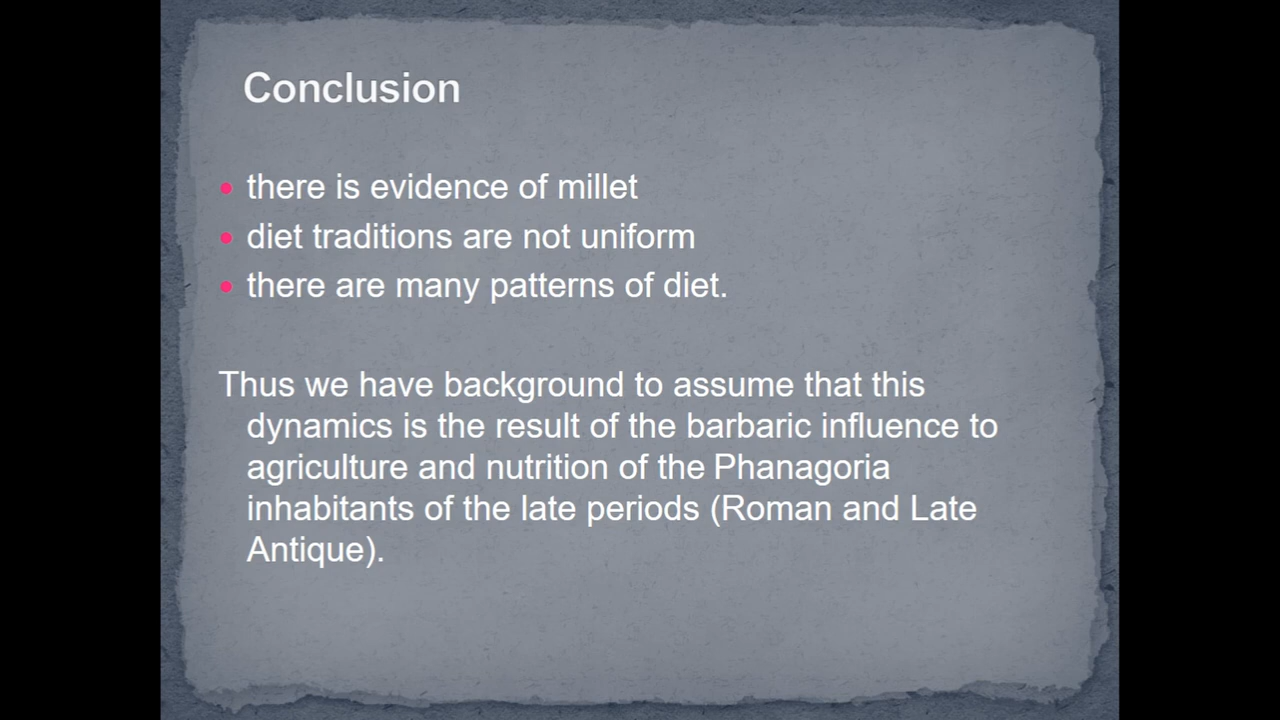 Conclusion
there is evidence of millet
diet traditions are not uniform
there are many patterns of diet.
Thus we have background to assume that this
dynamics is the result of the barbaric influence to
agriculture and nutrition of the Phanagoria
inhabitants of the late periods (Roman and Late
Antique).